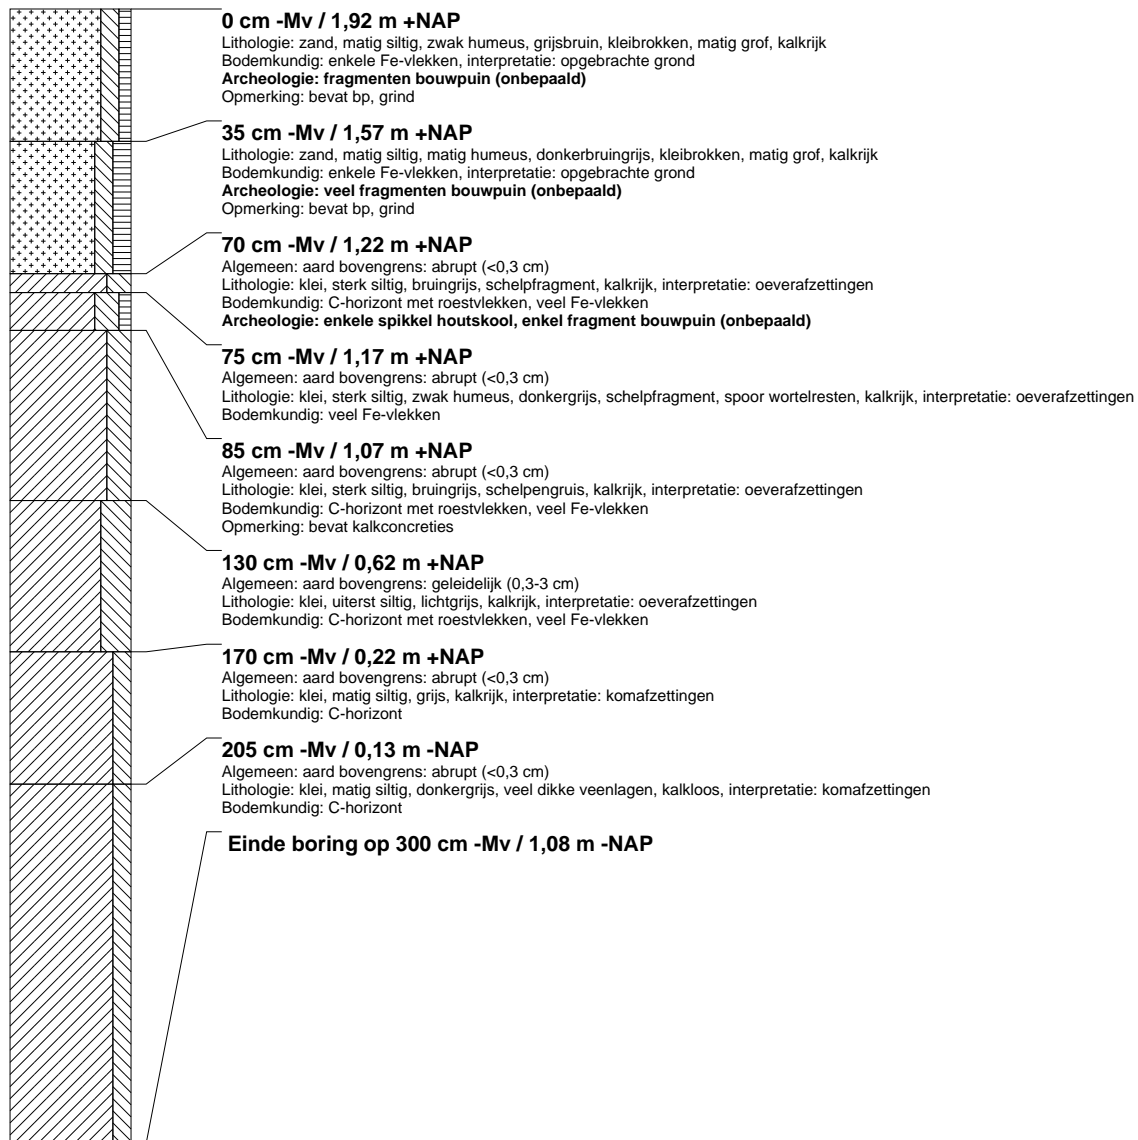 0 cm -Mv / 1,92 m +NAP
Lithologie: zand, matig siltig, zwak humeus, grijsbruin, kleibrokken, matig grof, kalkrijk
Bodemkundig: enkele Fe-vlekken, interpretatie: opgebrachte grond
Archeologie: fragmenten bouwpuin (onbepaald)
Opmerking: bevat bp, grind
35 cm -Mv / 1,57 m +NAP
Lithologie: zand, matig siltig, matig humeus, donkerbruingrijs, kleibrokken, matig grof, kalkrijk
Bodemkundig: enkele Fe-vlekken, interpretatie: opgebrachte grond
Archeologie: veel fragmenten bouwpuin (onbepaald)
Opmerking: bevat bp, grind
70 cm -Mv / 1,22 m +NAP
Algemeen: aard bovengrens: abrupt (<0,3 cm)
Lithologie: klei, sterk siltig, bruingrijs, schelpfragment, kalkrijk, interpretatie: oeverafzettingen
Bodemkundig: C-horizont met roestvlekken, veel Fe-vlekken
Archeologie: enkele spikkel houtskool, enkel fragment bouwpuin (onbepaald)
75 cm -Mv / 1,17 m +NAP
Algemeen: aard bovengrens: abrupt (<0,3 cm)
Lithologie: klei, sterk siltig, zwak humeus, donkergrijs, schelpfragment, spoor wortelresten, kalkrijk, interpretatie: oeverafzettingen
Bodemkundig: veel Fe-vlekken
85 cm -Mv / 1,07 m +NAP
Algemeen: aard bovengrens: abrupt (<0,3 cm)
Lithologie: klei, sterk siltig, bruingrijs, schelpengruis, kalkrijk, interpretatie: oeverafzettingen
Bodemkundig: C-horizont met roestvlekken, veel Fe-vlekken
Opmerking: bevat kalkconcreties
130 cm -Mv / 0,62 m +NAP
Algemeen: aard bovengrens: geleidelijk (0,3-3 cm)
Lithologie: klei, uiterst siltig, lichtgrijs, kalkrijk, interpretatie: oeverafzettingen
Bodemkundig: C-horizont met roestvlekken, veel Fe-vlekken
170 cm -Mv / 0,22 m +NAP
Algemeen: aard bovengrens: abrupt (<0,3 cm)
Lithologie: klei, matig siltig, grijs, kalkrijk, interpretatie: komafzettingen
Bodemkundig: C-horizont
205 cm -Mv / 0,13 m -NAP
Algemeen: aard bovengrens: abrupt (<0,3 cm)
Lithologie: klei, matig siltig, donkergrijs, veel dikke veenlagen, kalkloos, interpretatie: komafzettingen
Bodemkundig: C-horizont
Einde boring op 300 cm -Mv / 1,08 m -NAP